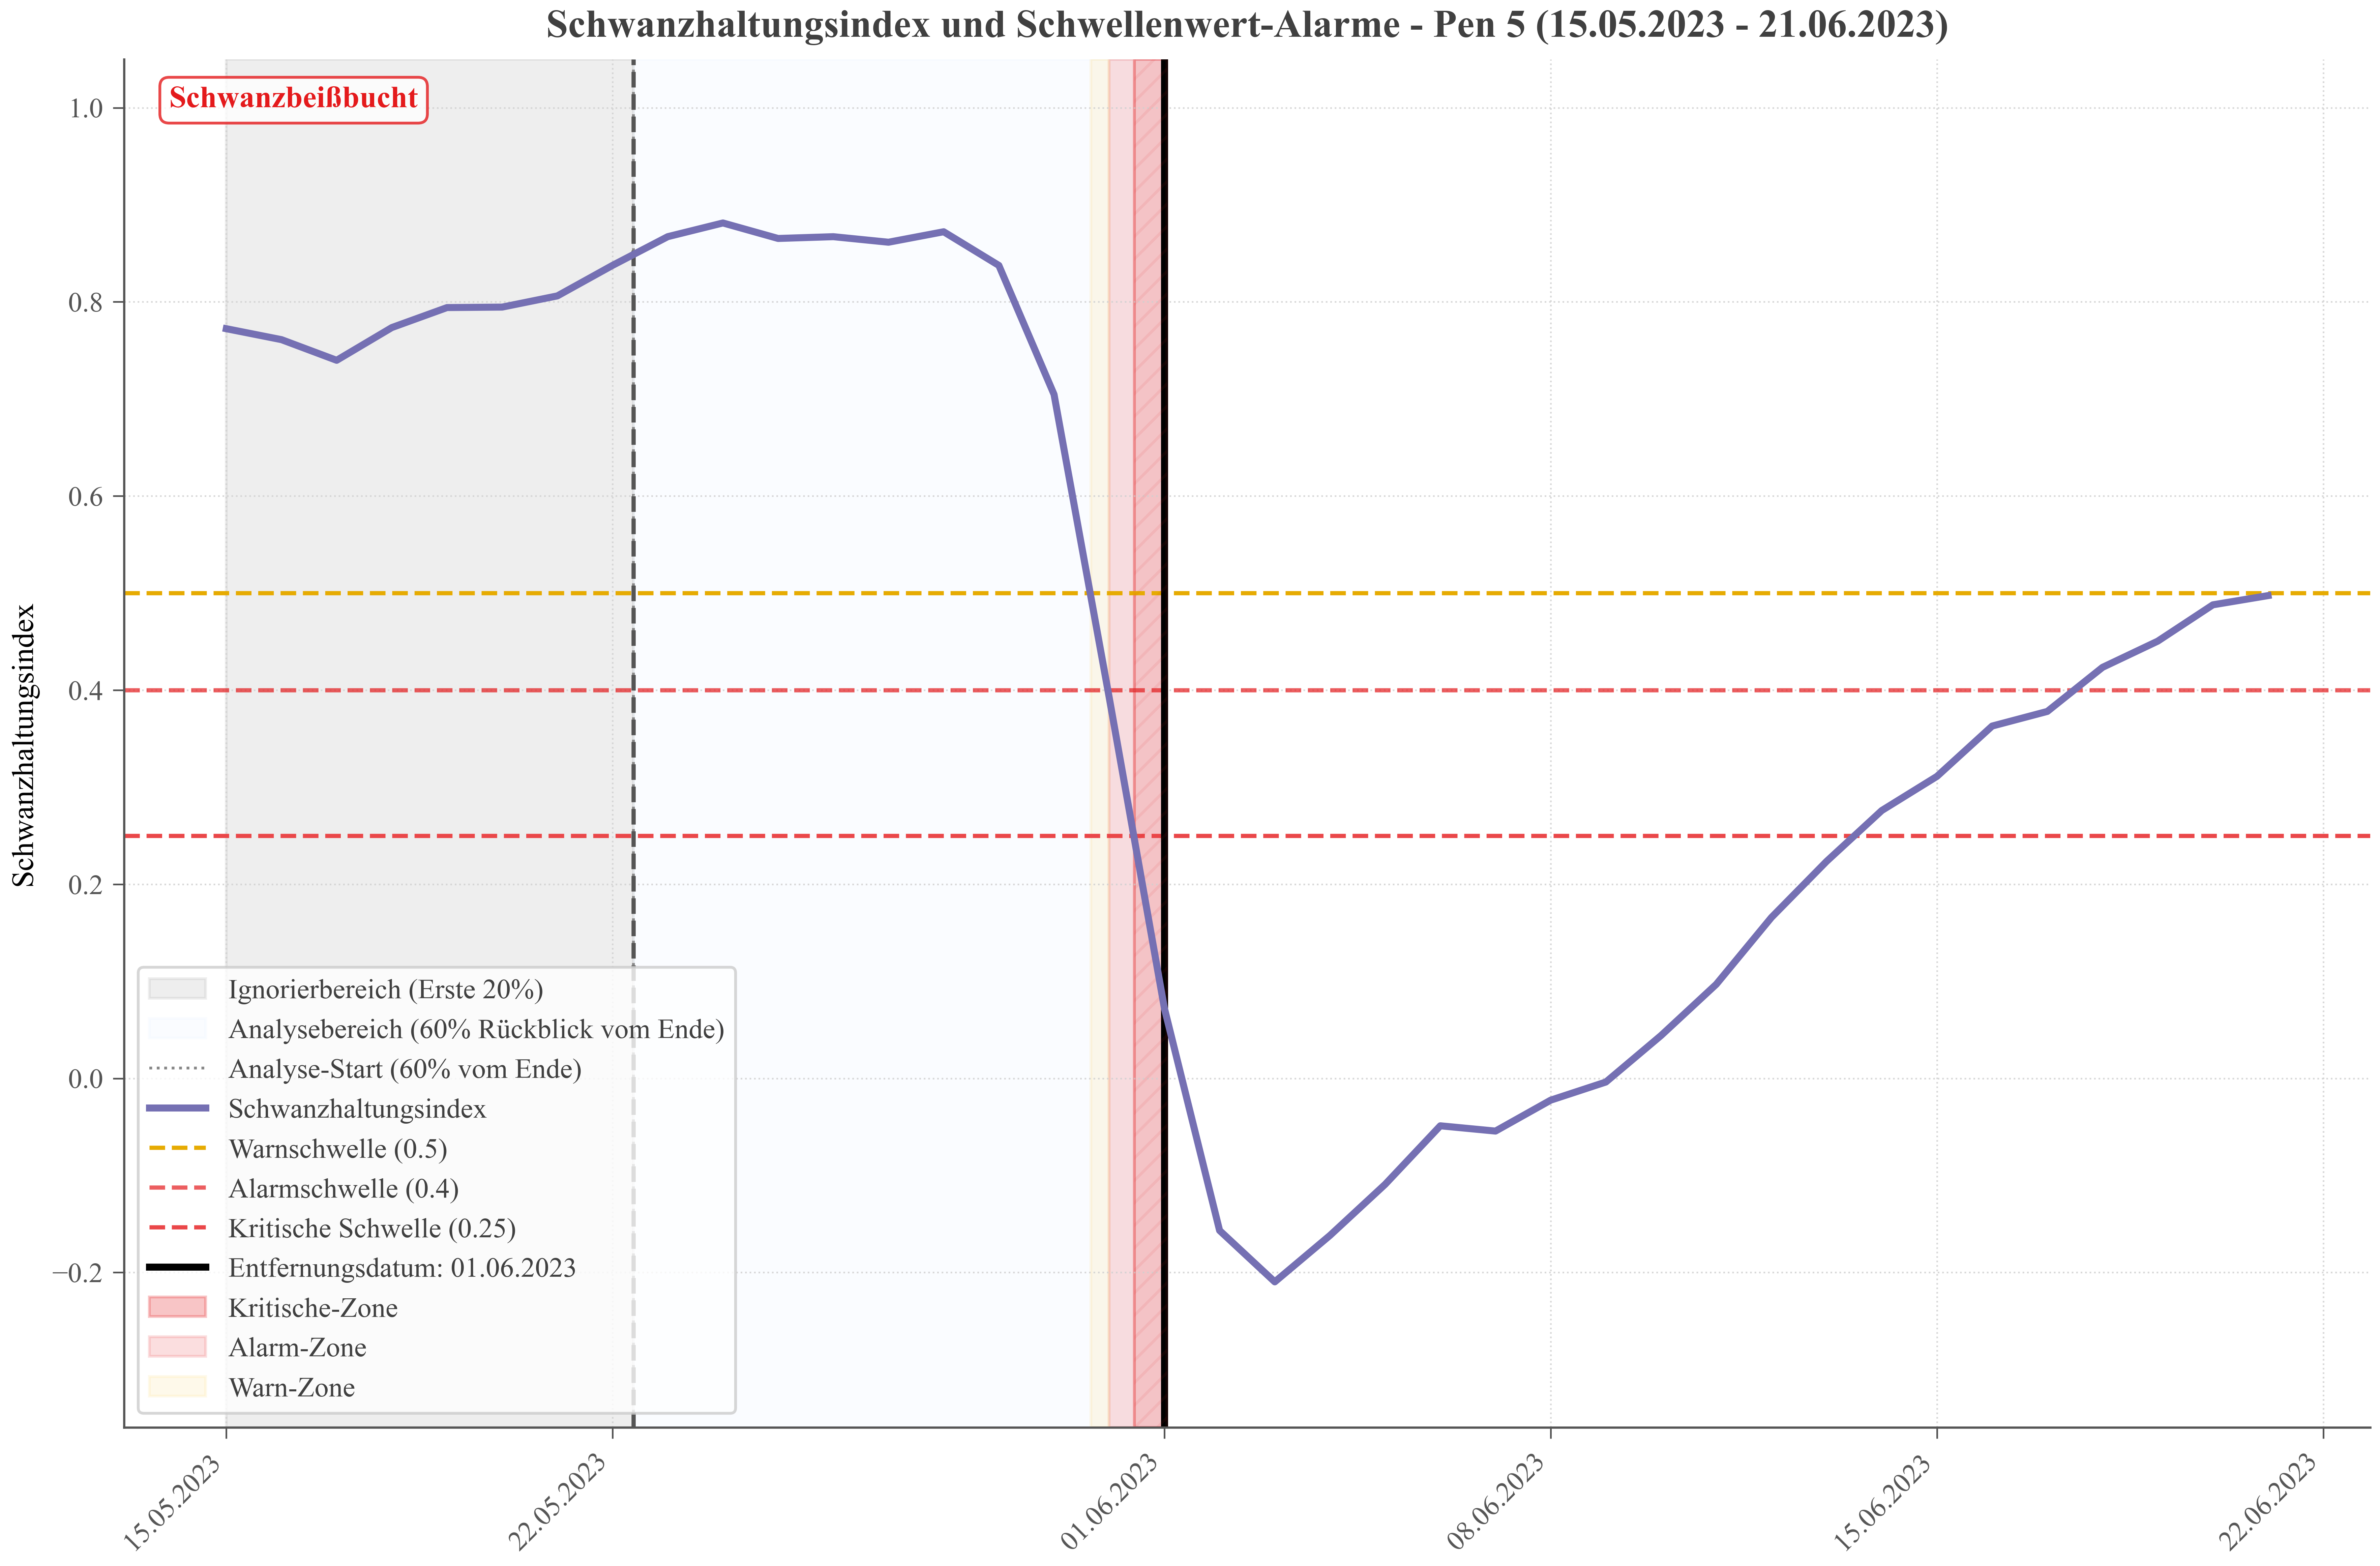 Schwanzhaltungsindex und Schwellenwert-Alarme - Pen 5 (15.05.2023 - 21.06.2023)
Schwanzbeißbucht
1.0
0.8
0.6
0.4
0.2
0.0
−0.2
Schwanzhaltungsindex
Ignorierbereich (Erste 20%)
Analysebereich (60% Rückblick vom Ende)
Analyse-Start (60% vom Ende)
Schwanzhaltungsindex
Warnschwelle (0.5)
Alarmschwelle (0.4)
Kritische Schwelle (0.25)
Entfernungsdatum: 01.06.2023
Kritische-Zone
Alarm-Zone
Warn-Zone
15.05.2023
22.05.2023
01.06.2023
08.06.2023
15.06.2023
22.06.2023